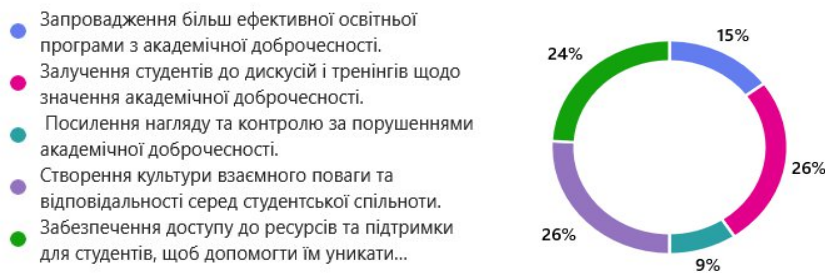 Запровадження більш ефективної освітньої
програми з академічної доброчесності.
Залучення студентів до дискусій і тренінгів щодо
значення академічної доброчесності.
Посилення нагляду та контролю за порушеннями
академічної доброчесності.
Створення культури взаємного поваги та
відповідальності серед студентської спільноти.
Забезпечення доступу до ресурсів та підтримки
для студентів, щоб допомогти їм уникати...
15%
24%
26%
26%
9%